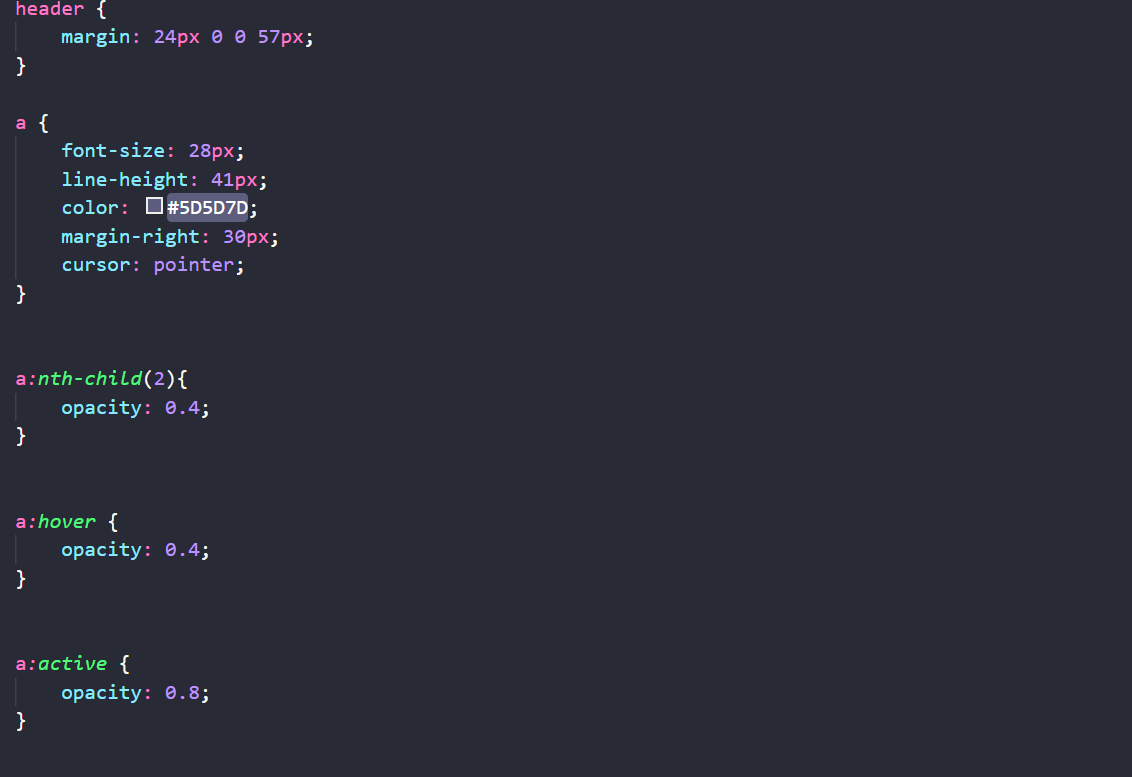 header {
    margin: 24px 0 0 57px;
}
a {
    font-size: 28px;
    line-height: 41px;
    color: #5D5D7D;
    margin-right: 30px;
    cursor: pointer;
}
a:nth-child(2){
    opacity: 0.4;
}
a:hover {
    opacity: 0.4;
}
a:active {
    opacity: 0.8;
}